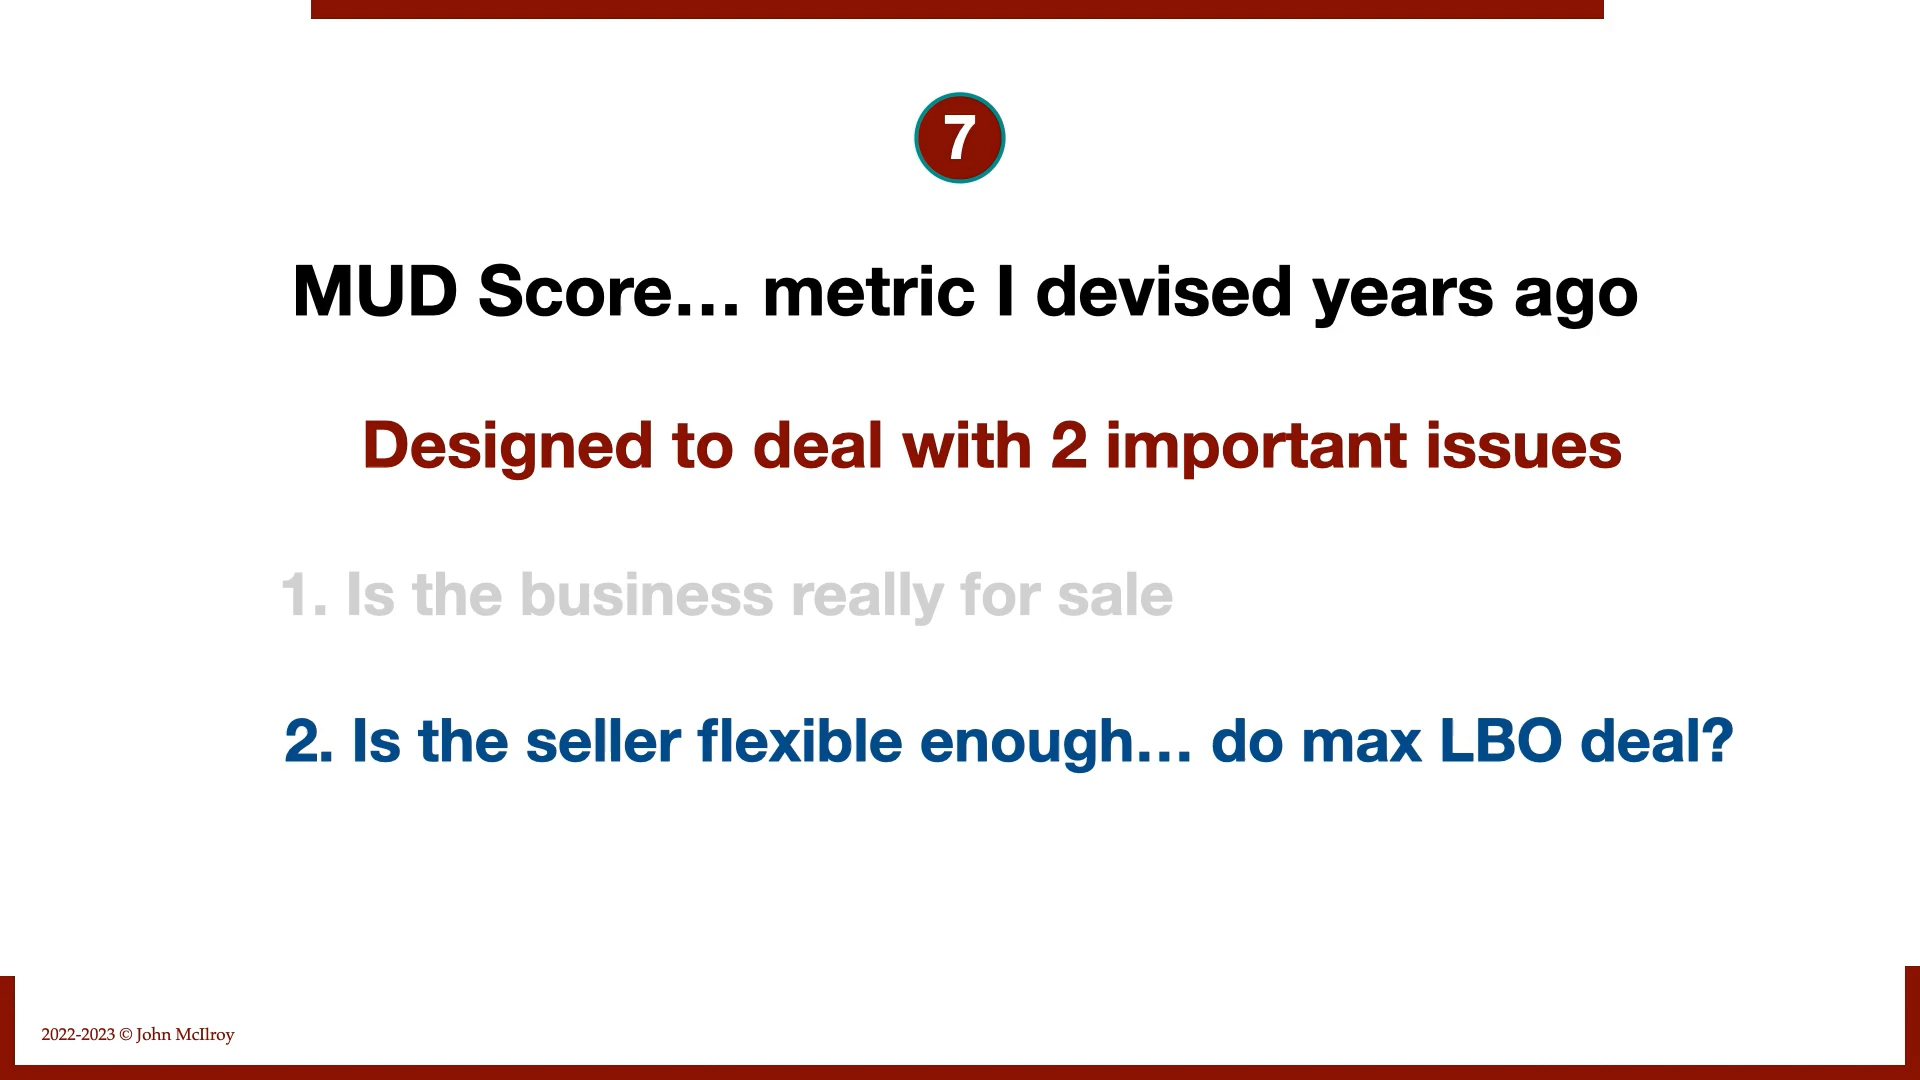 7
MUD Score… metric I devised years ago
Designed to deal with 2 important issues
1. Is the business really for sale
2. Is the seller flexible enough… do max LBO deal?
2022-2023 © John McIlroy